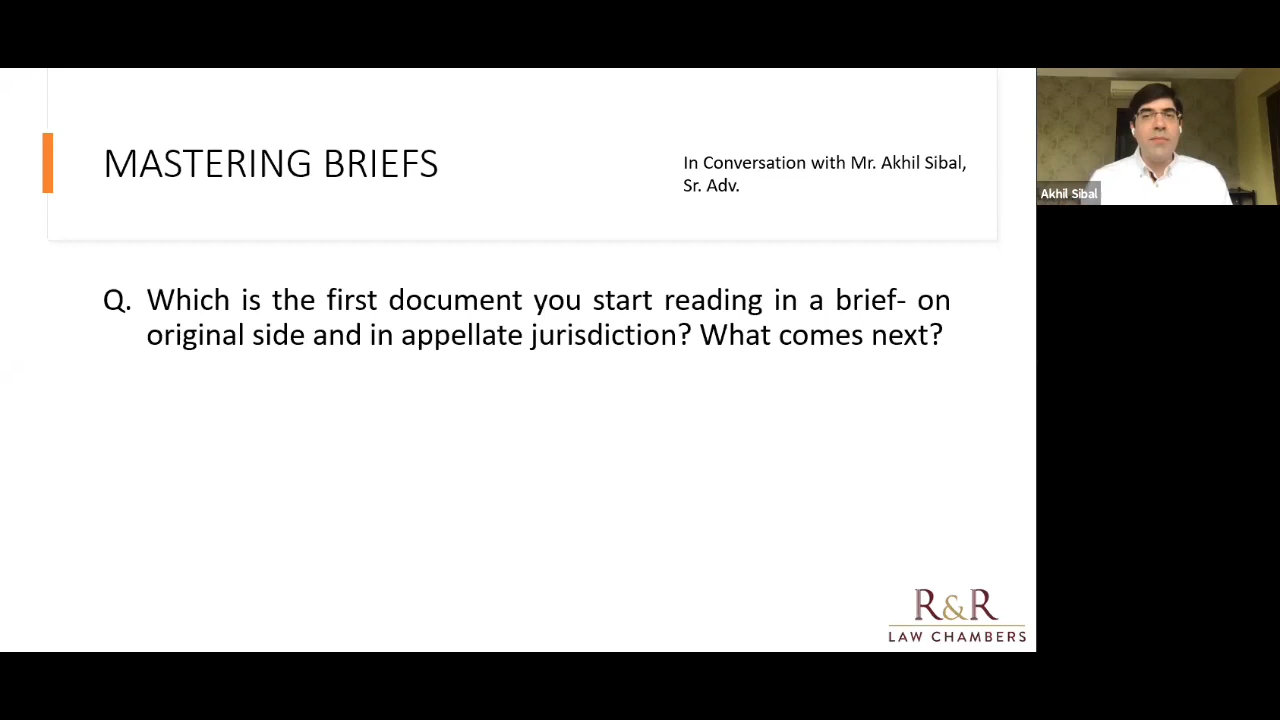 MASTERING BRIEFS
In Conversation with Mr. Akhil Sibal,
Sr. Adv.
Akhil Sibal
Q. Which is the first document you start reading in a brief- on
original side and in appellate jurisdiction? What comes next?
R&R
LAW CHAMBERS